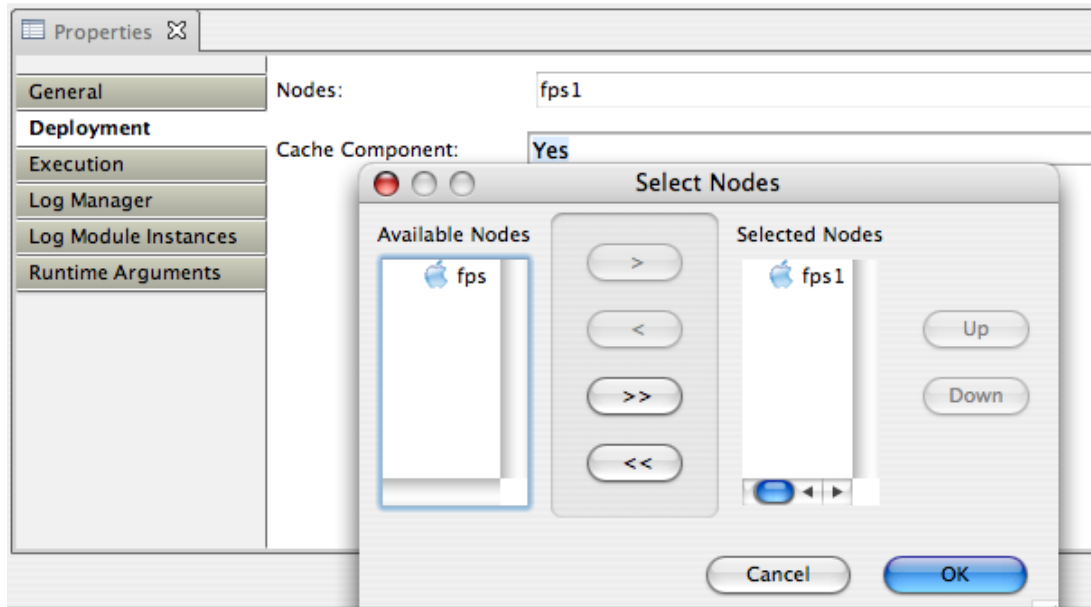 Properties
General
Nodes:
fps1
Deployment
Cache Component:
Yes
Execution
Log Manager
Log Module Instances
Runtime Arguments
Select Nodes
Available Nodes
Selected Nodes
fps
>
fps1
<
Up
>>
Down
<<
Cancel
OK